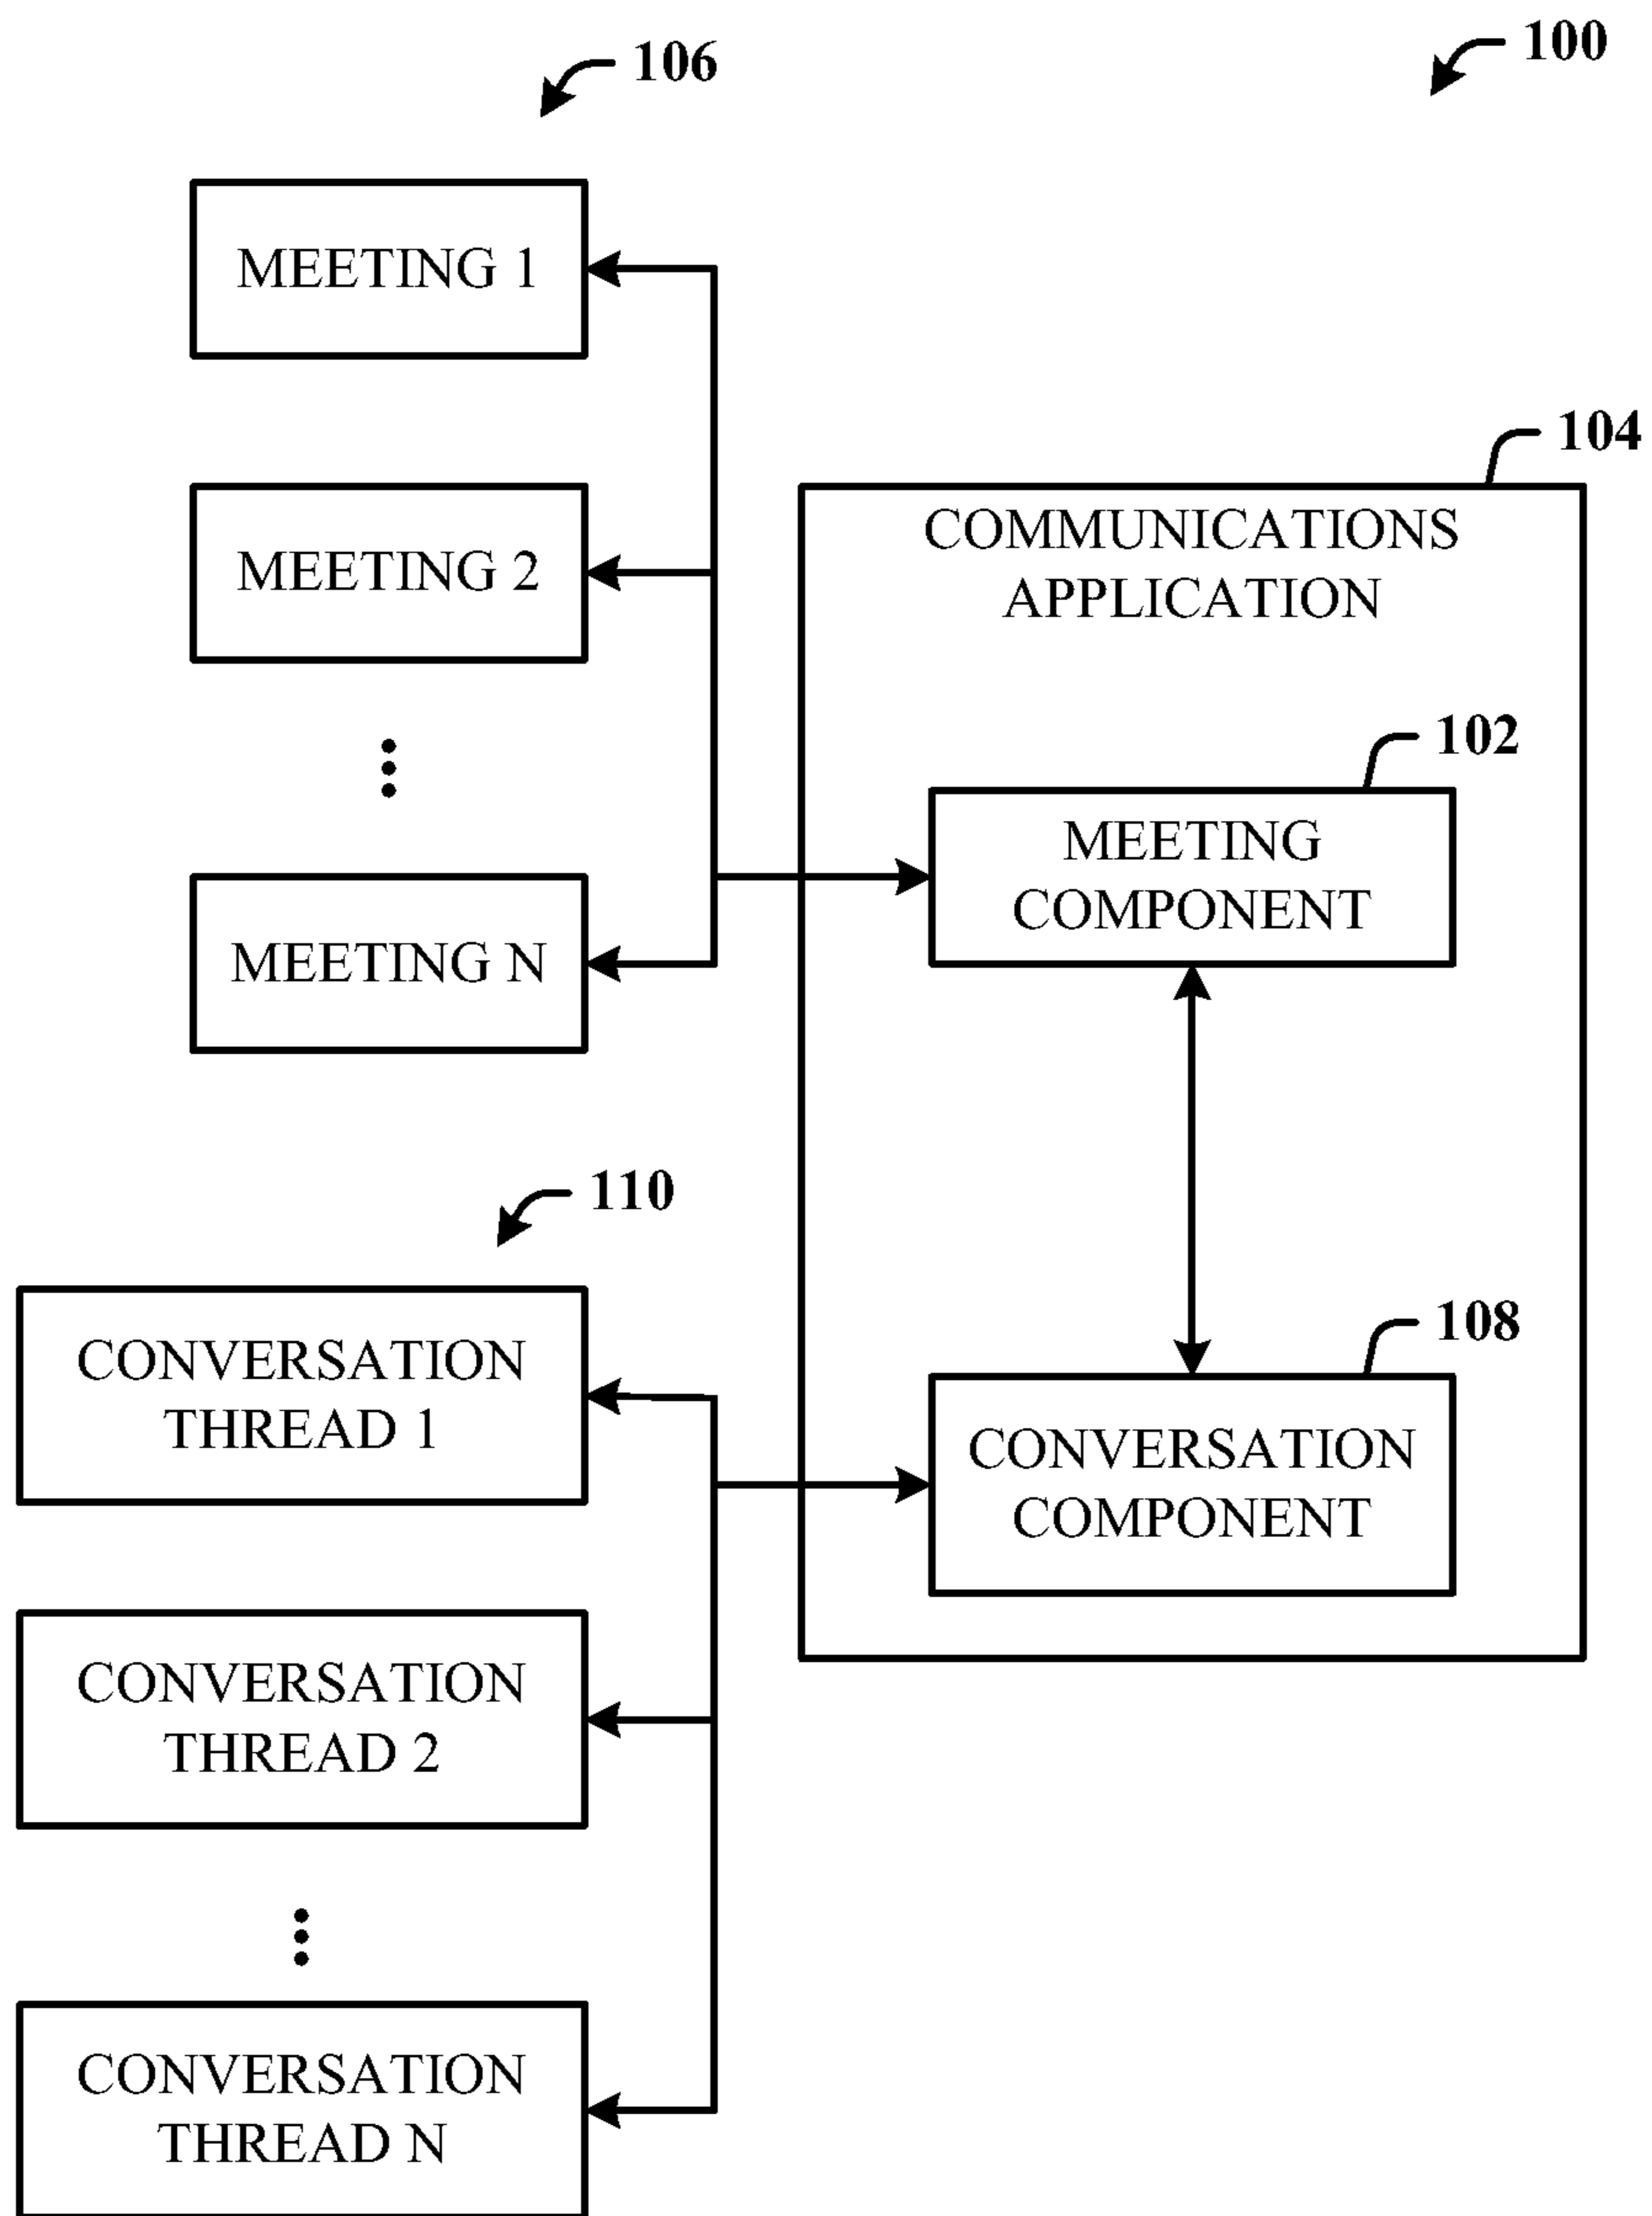 106
100
MEETING 1
104
COMMUNICATIONS
APPLICATION
MEETING 2
102
MEETING
COMPONENT
MEETING N
110
108
CONVERSATION
THREAD 1
CONVERSATION
COMPONENT
CONVERSATION
THREAD 2
CONVERSATION
THREAD N